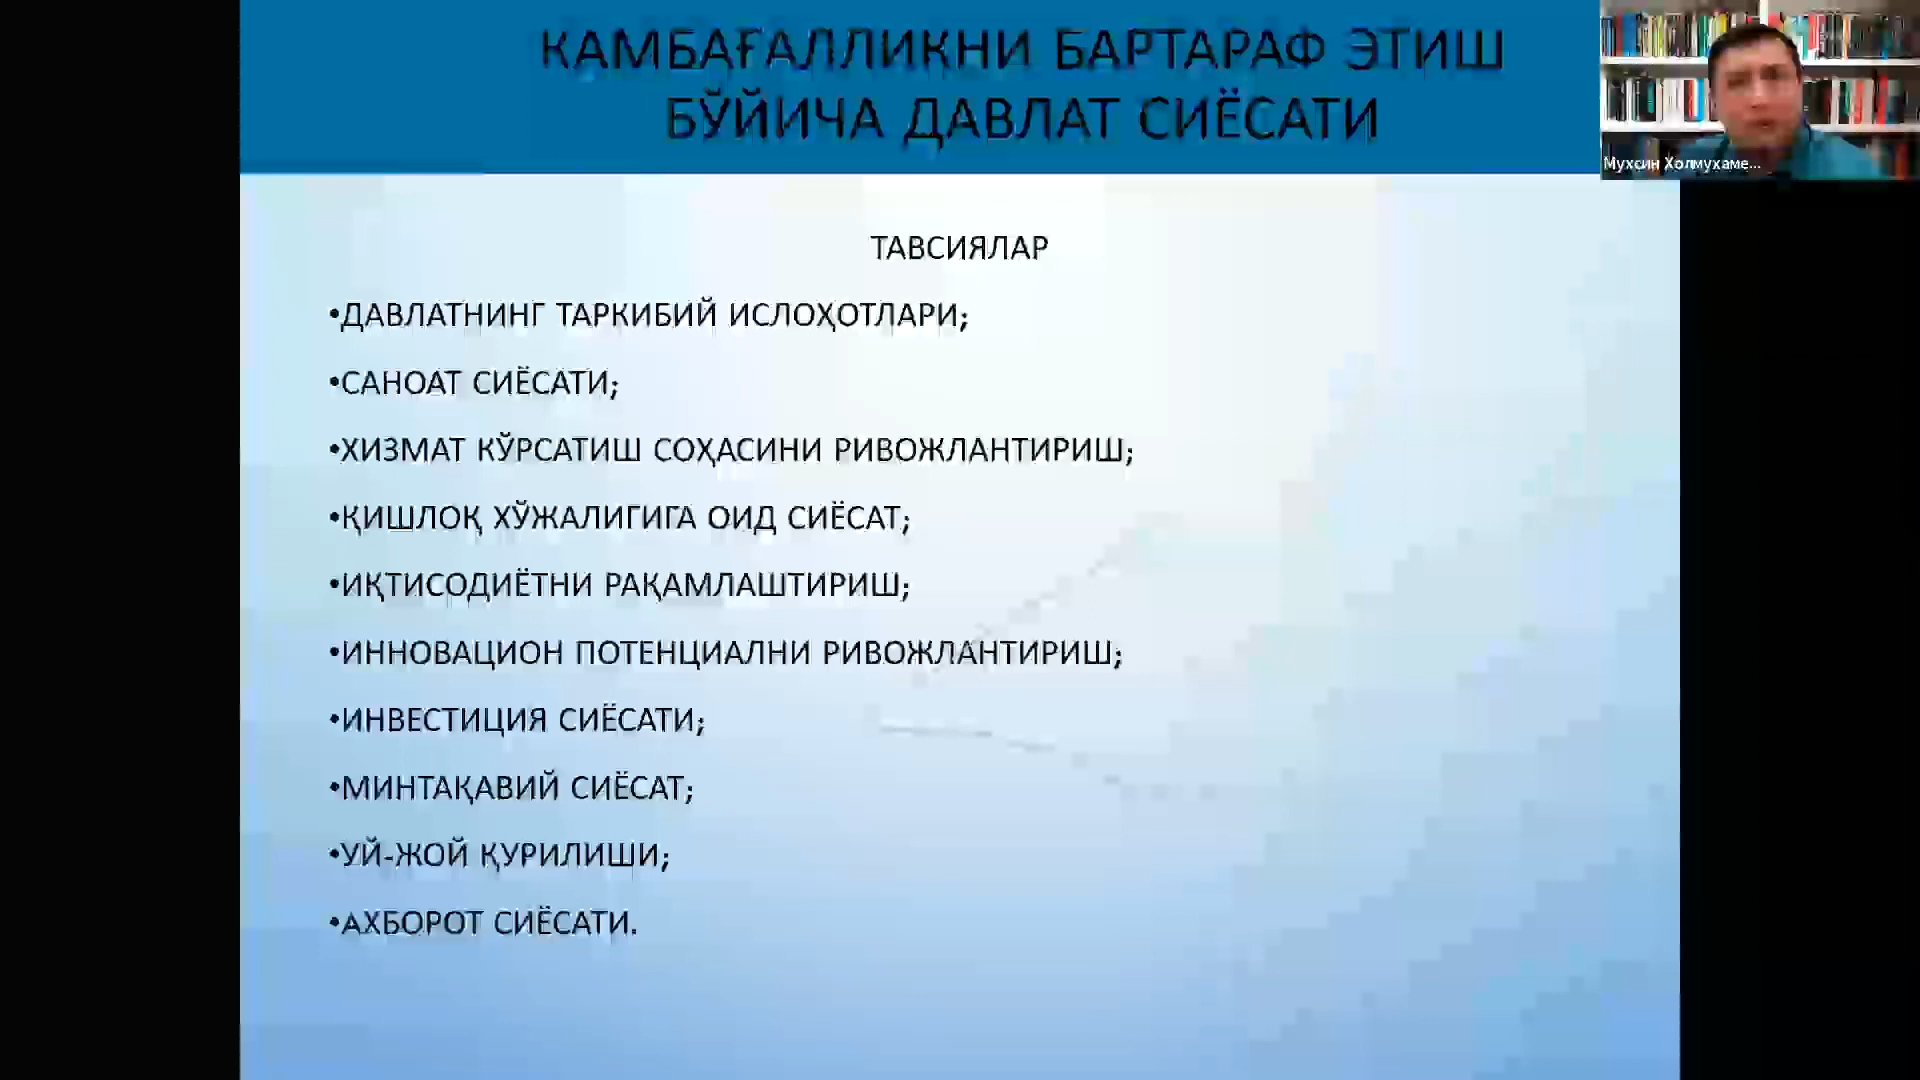 КАМБАҒАЛЛИКНИ БАРТАРАФ ЭТИШ
БЎЙИЧА ДАВЛАТ СИЁСАТИ
Мухсин Холмухаме...
ТАВСИЯЛАР
•ДАВЛАТНИНГ ТАРКИБИЙ ИСЛОҲОТЛАРИ;
•САНОАТ СИЁСАТИ;
•ХИЗМАТ КЎРСАТИШ СОҲАСИНИ РИВОЖЛАНТИРИШ;
•ҚИШЛОҚ ХЎЖАЛИГИГА ОИД СИЁСАТ;
•ИҚТИСОДИЁТНИ РАҚАМЛАШТИРИШ;
•ИННОВАЦИОН ПОТЕНЦИАЛНИ РИВОЖЛАНТИРИШ;
•ИНВЕСТИЦИЯ СИЁСАТИ;
•МИНТАҚАВИЙ СИЁСАТ;
•УЙ-ЖОЙ ҚУРИЛИШИ;
•АХБОРОТ СИЁСАТИ.